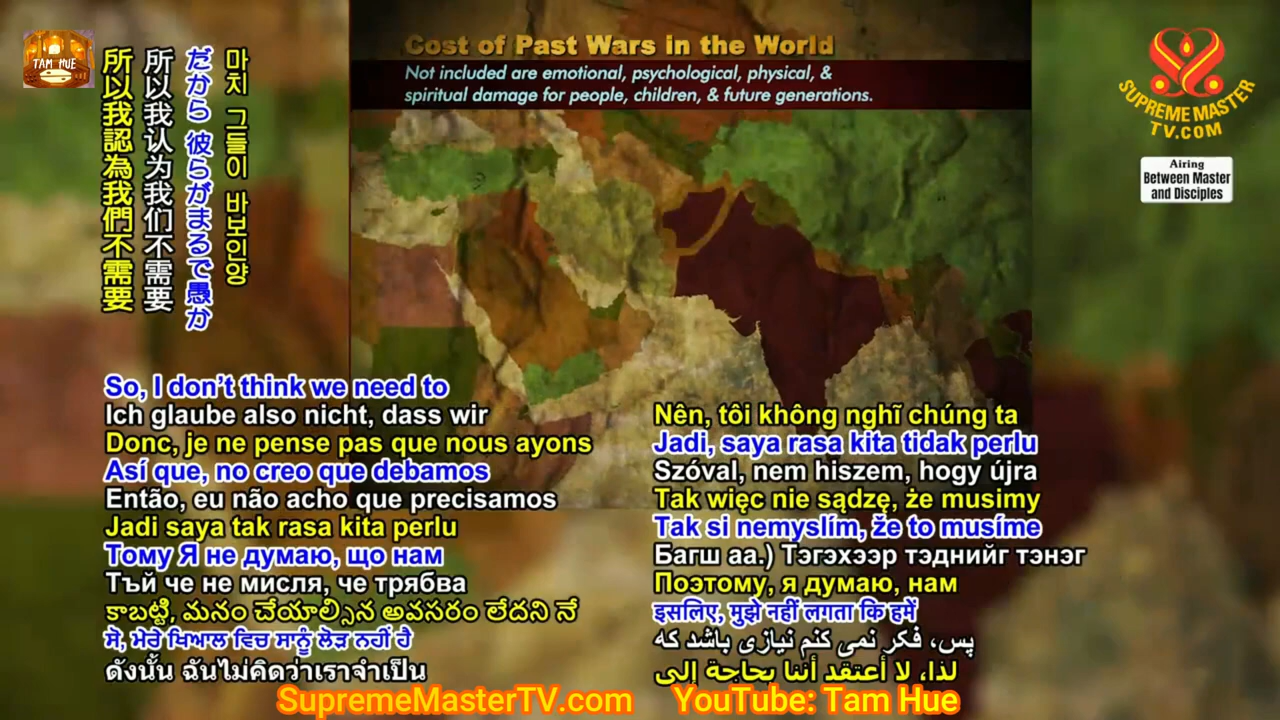 TAM HUE
Cost of Past Wars in the World
Not included are emotional, psychological, physical, &
spiritual damage for people, children, & future generations.
SUPREME MASTER
TV.COM
Airing
Between Master
and Disciples
마치 그들이 바보인양
だから 彼らがまるで愚か
所以我认为我们不需要
所以我認為我們不需要
So, I don't think we need to
Ich glaube also nicht, dass wir
Donc, je ne pense pas que nous ayons
Así que, no creo que debamos
Então, eu não acho que precisamos
Jadi saya tak rasa kita perlu
Тому Я не думаю, що нам
Тъй че не мисля, че трябва
కాబట్టి, మనం చేయాల్సిన అవసరం లేదని నే
ਸੋ, ਮੇਰੇ ਖਿਆਲ ਵਿਚ ਸਾਨੂੰ ਲੋੜ ਨਹੀਂ ਹੈ
ดังนั้น ฉันไม่คิดว่าเราจำเป็น
Nên, tôi không nghĩ chúng ta
Jadi, saya rasa kita tidak perlu
Szóval, nem hiszem, hogy újra
Tak więc nie sądzę, że musimy
Tak si nemyslím, že to musíme
Багш аа.) Тэгэхээр тэднийг тэнэг
Поэтому, я думаю, нам
इसलिए, मुझे नहीं लगता कि हमें
پس، فکر نمی کنم نیازی باشد که
لذا، لا أعتقد أننا بحاجة إلى
SupremeMasterTV.com YouTube: Tam Hue